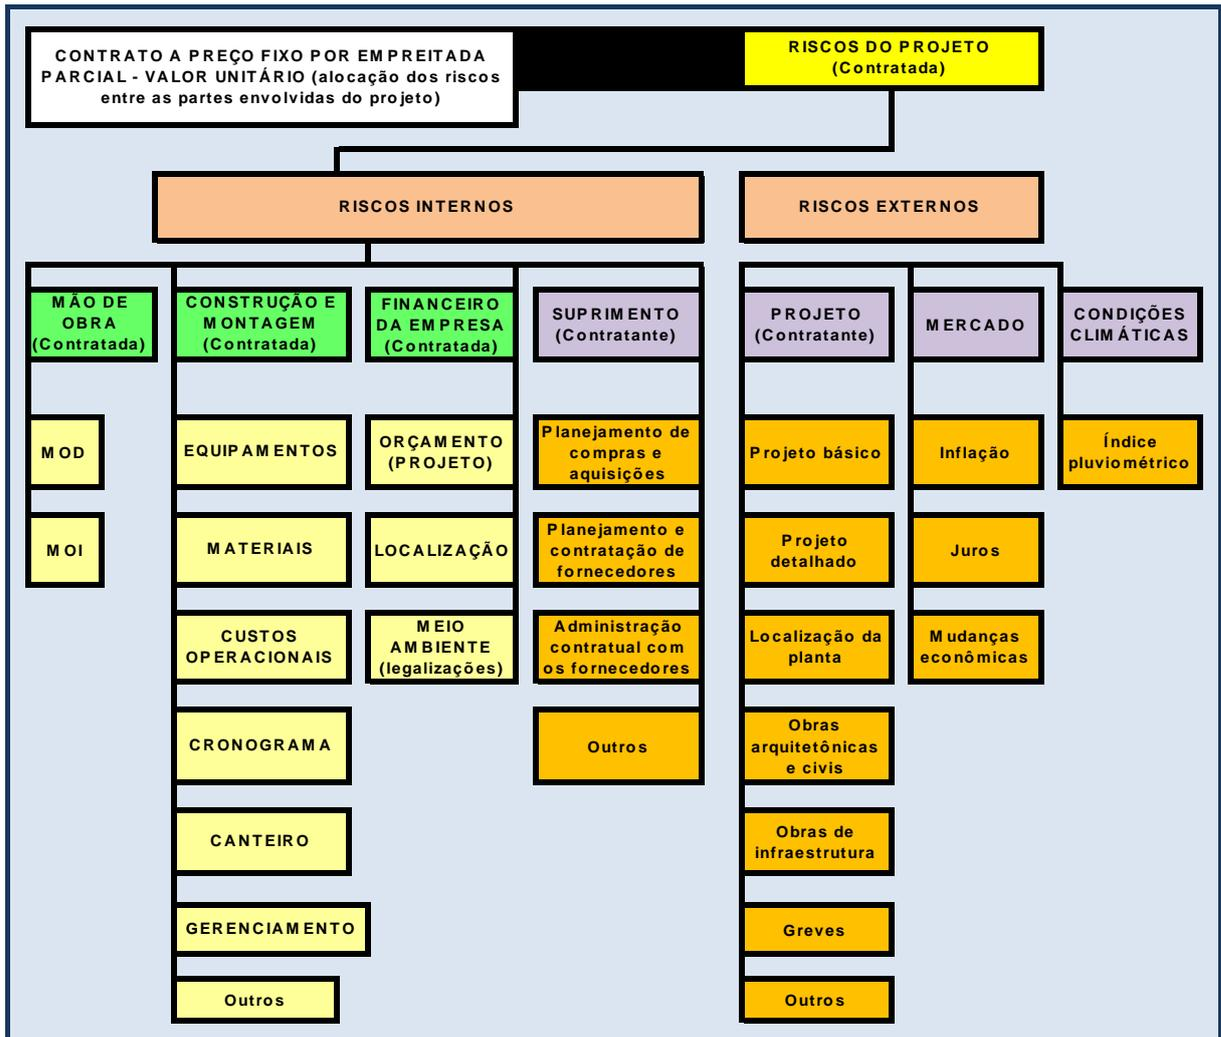 CONTRATO A PREÇO FIXO POR EMPREITADA
PARCIAL - VALOR UNITÁRIO (alocação dos riscos
entre as partes envolvidas do projeto)
RISCOS DO PROJETO
(Contratada)
RISCOS INTERNOS
RISCOS EXTERNOS
MÃO DE
OBRA
(Contratada)
CONSTRUÇÃO E
MONTAGEM
(Contratada)
FINANCEIRO
DA EMPRESA
(Contratada)
SUPRIMENTO
(Contratante)
PROJETO
(Contratante)
MERCADO
CONDIÇÕES
CLIMÁTICAS
MOD
EQUIPAMENTOS
ORÇAMENTO
(PROJETO)
Planejamento de
compras e
aquisições
Projeto básico
Inflação
Índice
pluviométrico
MOI
MATERIAIS
LOCALIZAÇÃO
Planejamento e
contratação de
fornecedores
Projeto
detalhado
Juros
CUSTOS
OPERACIONAIS
MEIO
AMBIENTE
(legalizações)
Administração
contratual com
os fornecedores
Localização da
planta
Mudanças
econômicas
CRONOGRAMA
Outros
Obras
arquitetônicas
e civis
CANTEIRO
Obras de
infraestrutura
GERENCIAMENTO
Greves
Outros
Outros